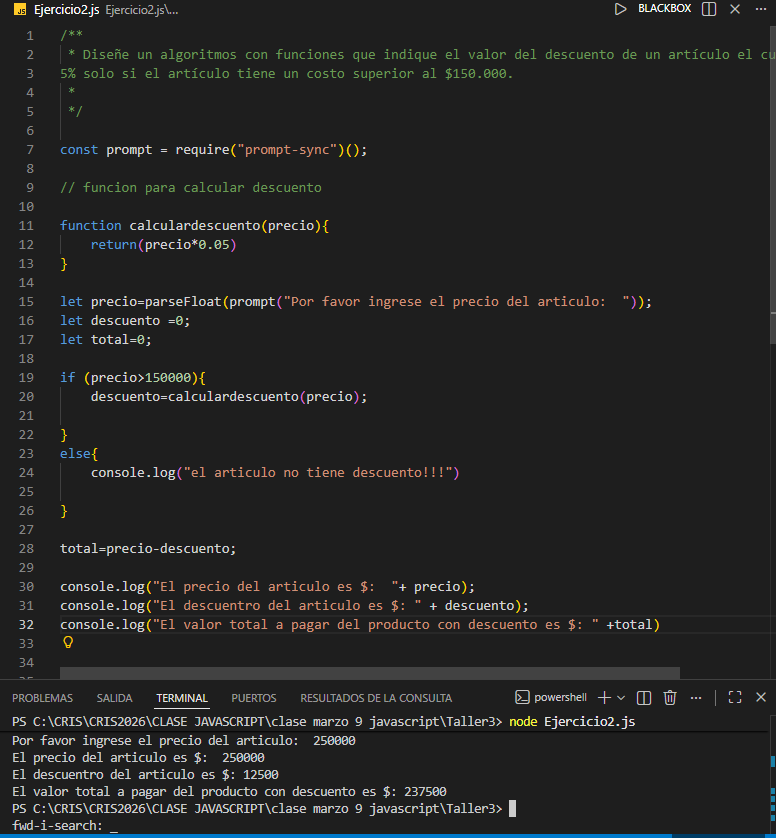 JS Ejercicio2.js Ejercicio2.js\... BLACKBOX
1 /**
2 * Diseñe un algoritmos con funciones que indique el valor del descuento de un artículo el cu
3 5% solo si el artículo tiene un costo superior al $150.000.
4 *
5 */
6
7 const prompt = require("prompt-sync")();
8
9 // funcion para calcular descuento
10
11 function calculardescuento(precio){
12 return(precio*0.05)
13 }
14
15 let precio=parseFloat(prompt("Por favor ingrese el precio del articulo:  "));
16 let descuento =0;
17 let total=0;
18
19 if (precio>150000){
20 descuento=calculardescuento(precio);
21
22 }
23 else{
24 console.log("el articulo no tiene descuento!!!")
25
26 }
27
28 total=precio-descuento;
29
30 console.log("El precio del articulo es $:  "+ precio);
31 console.log("El descuentro del articulo es $: " + descuento);
32 console.log("El valor total a pagar del producto con descuento es $: " +total)
33
34
PROBLEMAS SALIDA TERMINAL PUERTOS RESULTADOS DE LA CONSULTA powershell
PS C:\CRIS\CRIS2026\CLASE JAVASCRIPT\clase marzo 9 javascript\Taller3> node Ejercicio2.js
Por favor ingrese el precio del articulo:  250000
El precio del articulo es $:  250000
El descuentro del articulo es $: 12500
El valor total a pagar del producto con descuento es $: 237500
PS C:\CRIS\CRIS2026\CLASE JAVASCRIPT\clase marzo 9 javascript\Taller3>
fwd-i-search: _